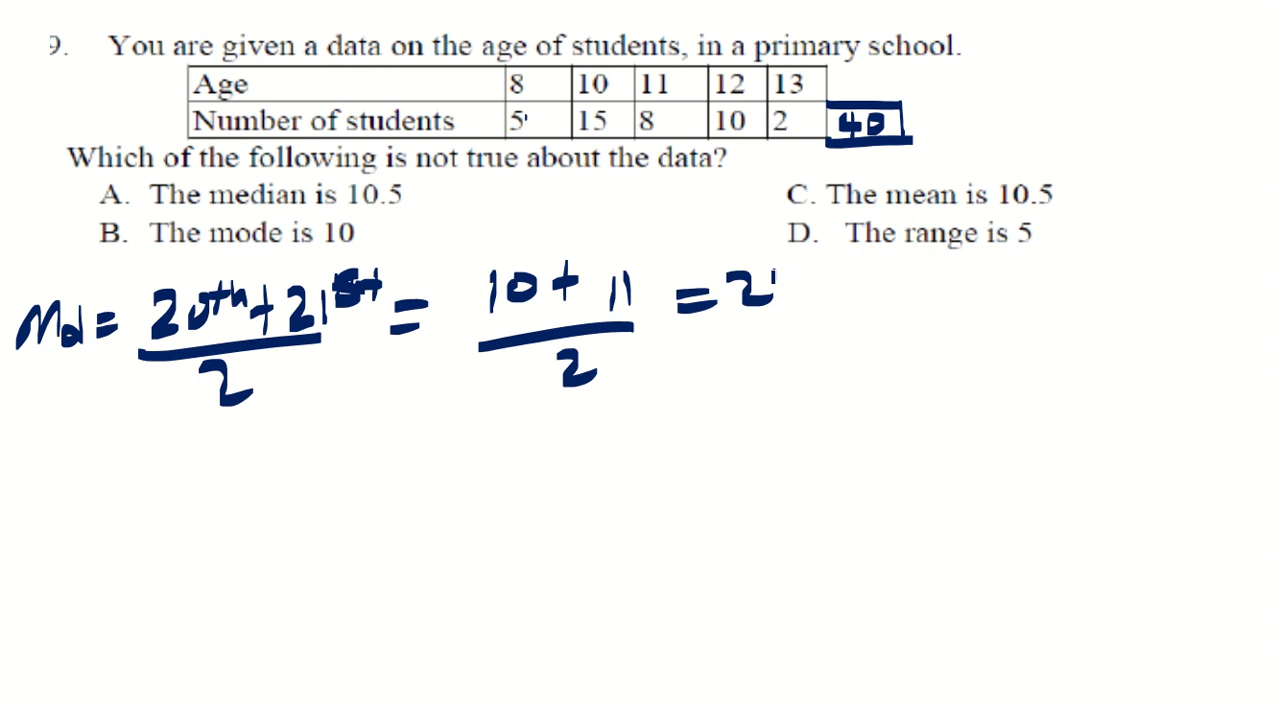 9. You are given a data on the age of students, in a primary school.
Age 8 10 11 12 13
Number of students 5 15 8 10 2 40
Which of the following is not true about the data?
A. The median is 10.5 C. The mean is 10.5
B. The mode is 10 D. The range is 5
Md = 20th + 21st / 2 = 10 + 11 / 2 = 2